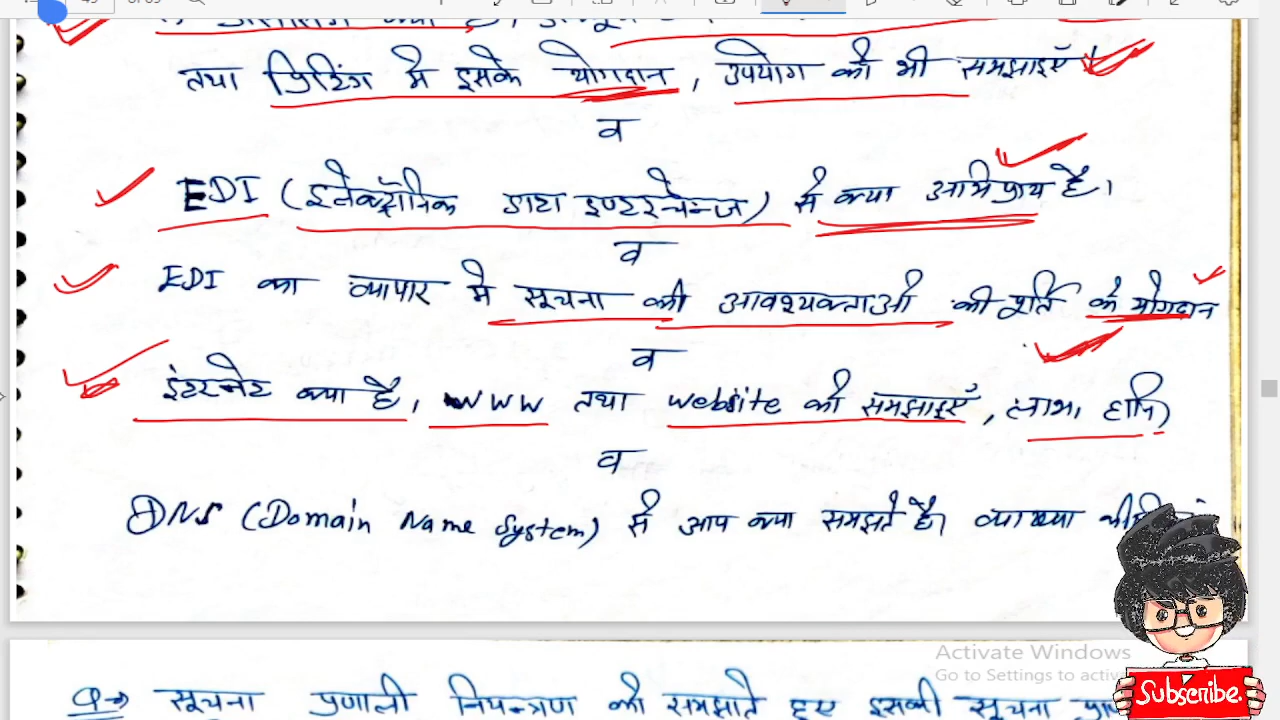 क्या है,
तथा प्रिटिंग मे इसके योगदान, उपयोग को भी समझाइएँ
व
EDI (इलेक्ट्रॉनिक डाटा इण्टरचेन्ज) से क्या अभिप्राय है।
व
EDI का व्यापार मे सूचना की आवश्यक्ताओ की पूर्ति के योगदान
व
इंटरनेट क्या है, WWW तथा website को समझाइएँ, लाभ, हानि
व
DNS (Domain Name System) से आप क्या समझते है। व्याख्या
Activate Windows
Go to Settings to activ
Q→ सूचना प्रणाली नियन्त्रण को समझाते हुए इसकी सूचना
Subscribe.